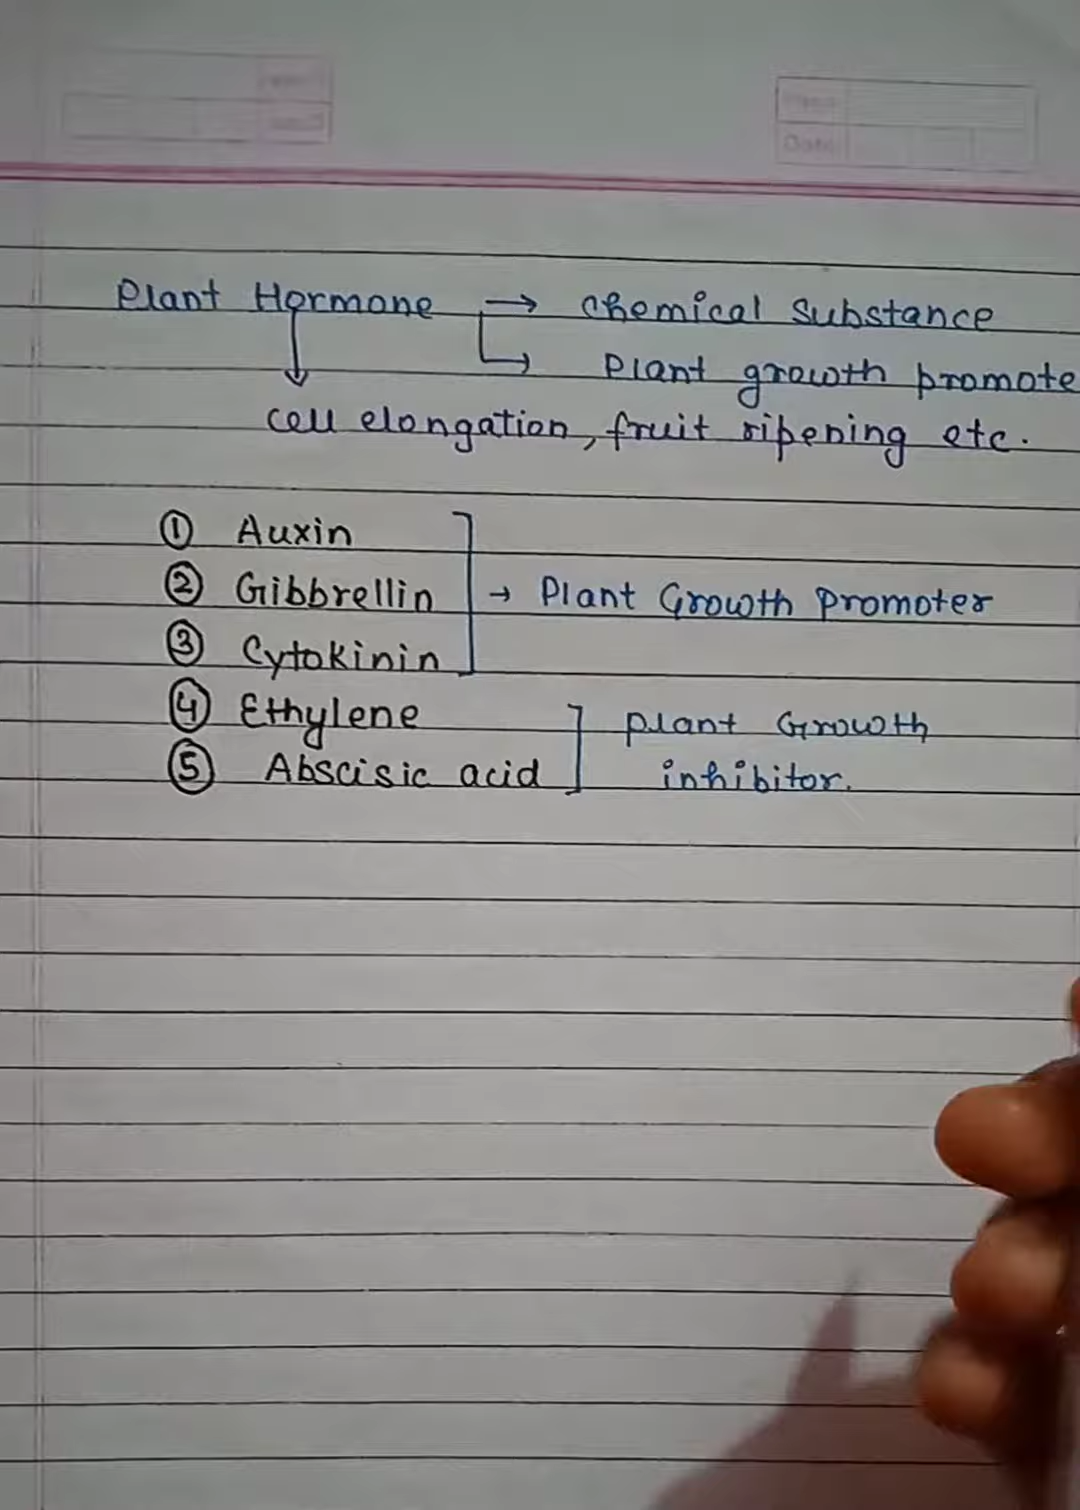 Plant Hormone → Chemical Substance
↳ Plant growth promote
cell elongation, fruit ripening etc.
① Auxin
② Gibbrellin → Plant Growth Promoter
③ Cytokinin
④ Ethylene Plant Growth
⑤ Abscisic acid inhibitor.